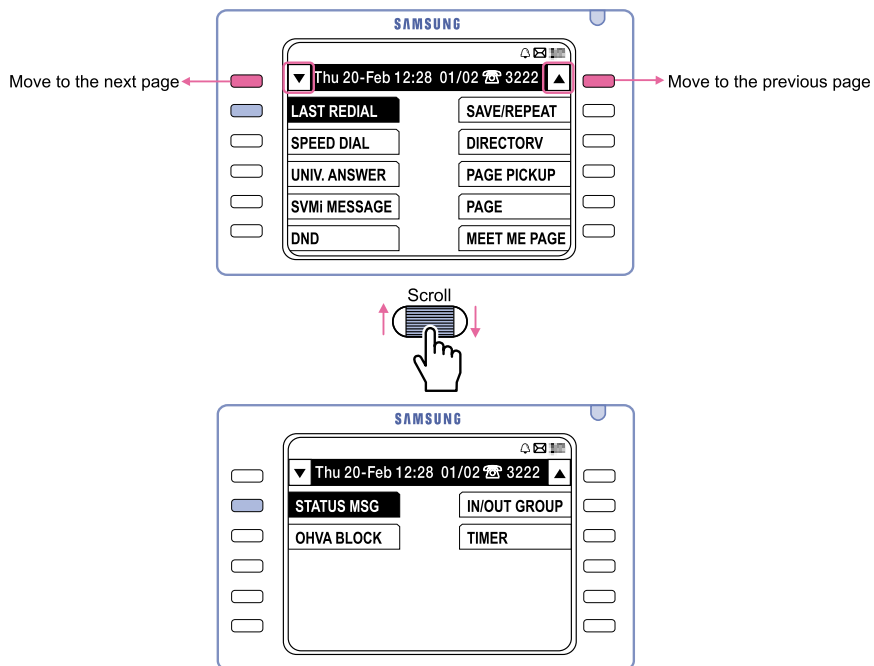 SAMSUNG
Move to the next page
▼ Thu 20-Feb 12:28 01/02 ☎ 3222 ▲
Move to the previous page
LAST REDIAL SAVE/REPEAT
SPEED DIAL DIRECTORV
UNIV. ANSWER PAGE PICKUP
SVMi MESSAGE PAGE
DND MEET ME PAGE
Scroll
SAMSUNG
▼ Thu 20-Feb 12:28 01/02 ☎ 3222 ▲
STATUS MSG IN/OUT GROUP
OHVA BLOCK TIMER